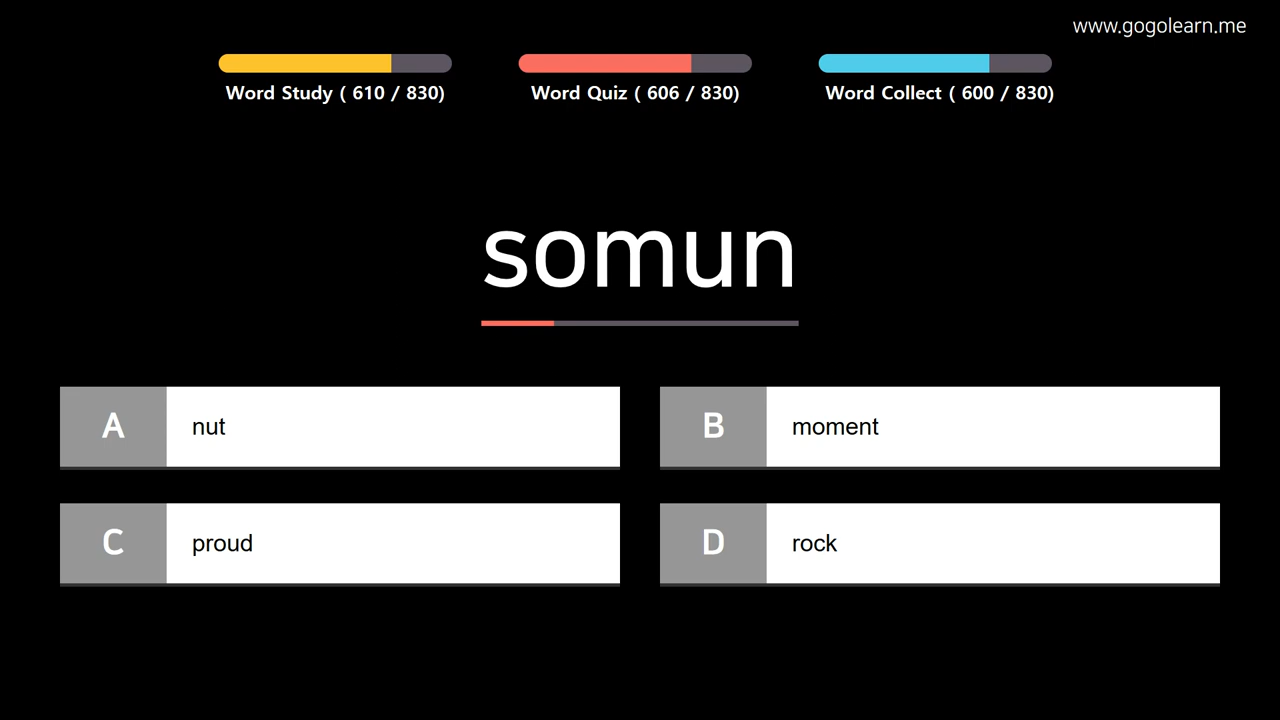 www.gogolearn.me
Word Study ( 610 / 830)
Word Quiz ( 606 / 830)
Word Collect ( 600 / 830)
somun
A nut
B moment
C proud
D rock